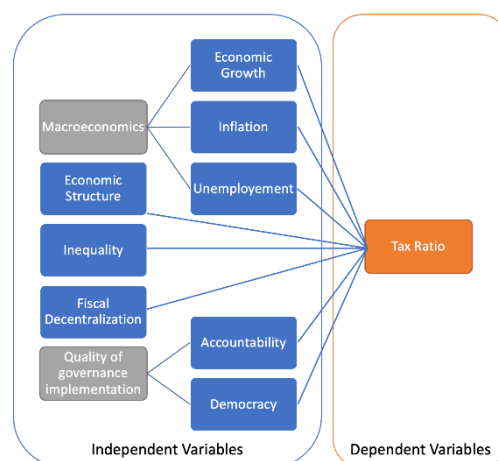 Economic
Growth
Macroeconomics
Inflation
Economic
Structure
Unemployement
Inequality
Tax Ratio
Fiscal
Decentralization
Accountability
Quality of
governance
implementation
Democracy
Independent Variables
Dependent Variables